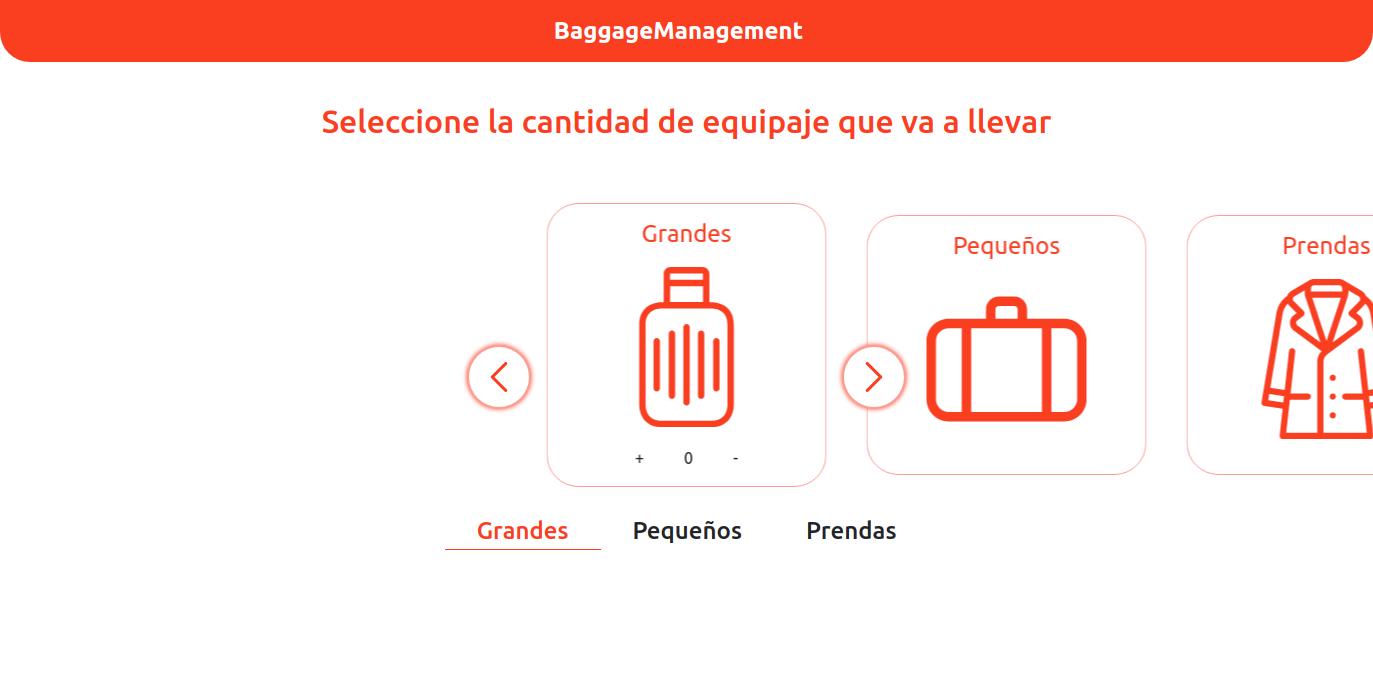 BaggageManagement
Seleccione la cantidad de equipaje que va a llevar
Grandes
Pequeños
Prendas
+ 0 -
Grandes Pequeños Prendas